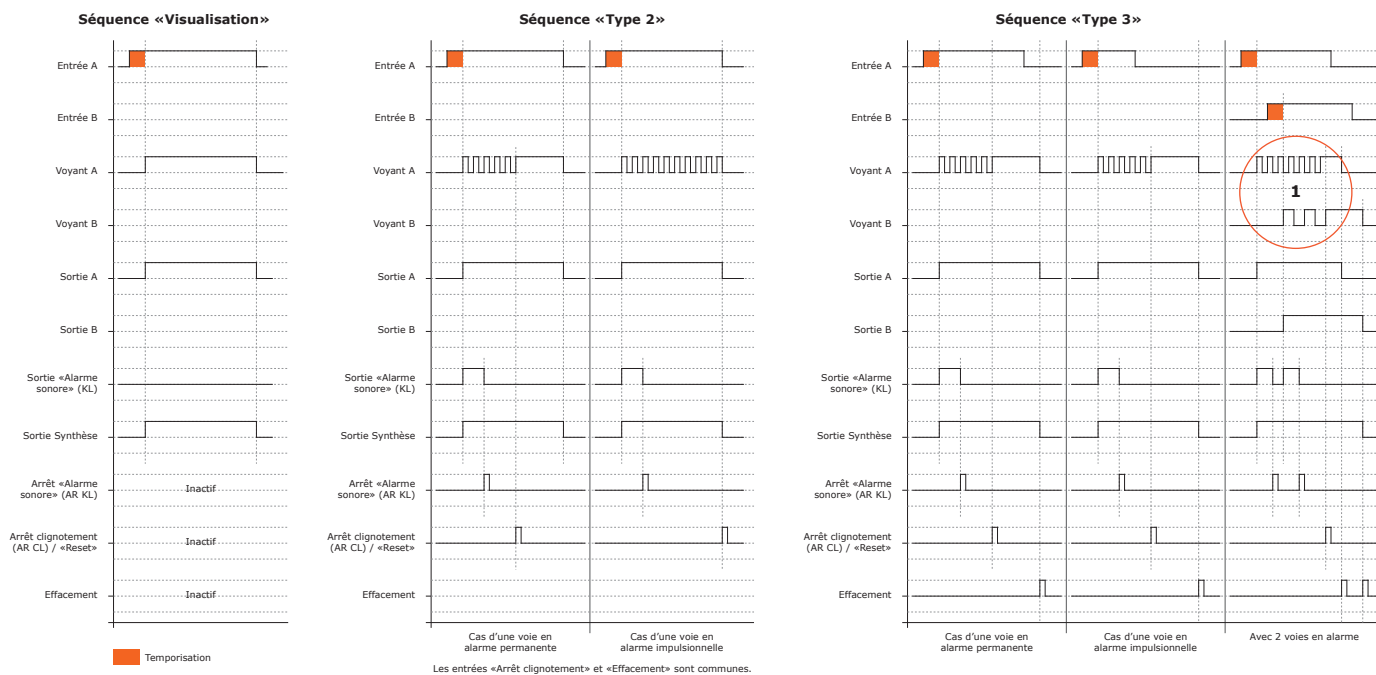 Séquence «Visualisation»
Entrée A
Entrée B
Voyant A
Voyant B
Sortie A
Sortie B
Sortie «Alarme
sonore» (KL)
Sortie Synthèse
Arrêt «Alarme
sonore» (AR KL)
Inactif
Arrêt clignotement
(AR CL) / «Reset»
Inactif
Effacement
Inactif
Temporisation
Séquence «Type 2»
Entrée A
Entrée B
Voyant A
Voyant B
Sortie A
Sortie B
Sortie «Alarme
sonore» (KL)
Sortie Synthèse
Arrêt «Alarme
sonore» (AR KL)
Arrêt clignotement
(AR CL) / «Reset»
Effacement
Cas d’une voie en
alarme permanente
Cas d’une voie en
alarme impulsionnelle
Les entrées «Arrêt clignotement» et «Effacement» sont communes.
Séquence «Type 3»
Entrée A
Entrée B
Voyant A
1
Voyant B
Sortie A
Sortie B
Sortie «Alarme
sonore» (KL)
Sortie Synthèse
Arrêt «Alarme
sonore» (AR KL)
Arrêt clignotement
(AR CL) / «Reset»
Effacement
Cas d’une voie en
alarme permanente
Cas d’une voie en
alarme impulsionnelle
Avec 2 voies en alarme